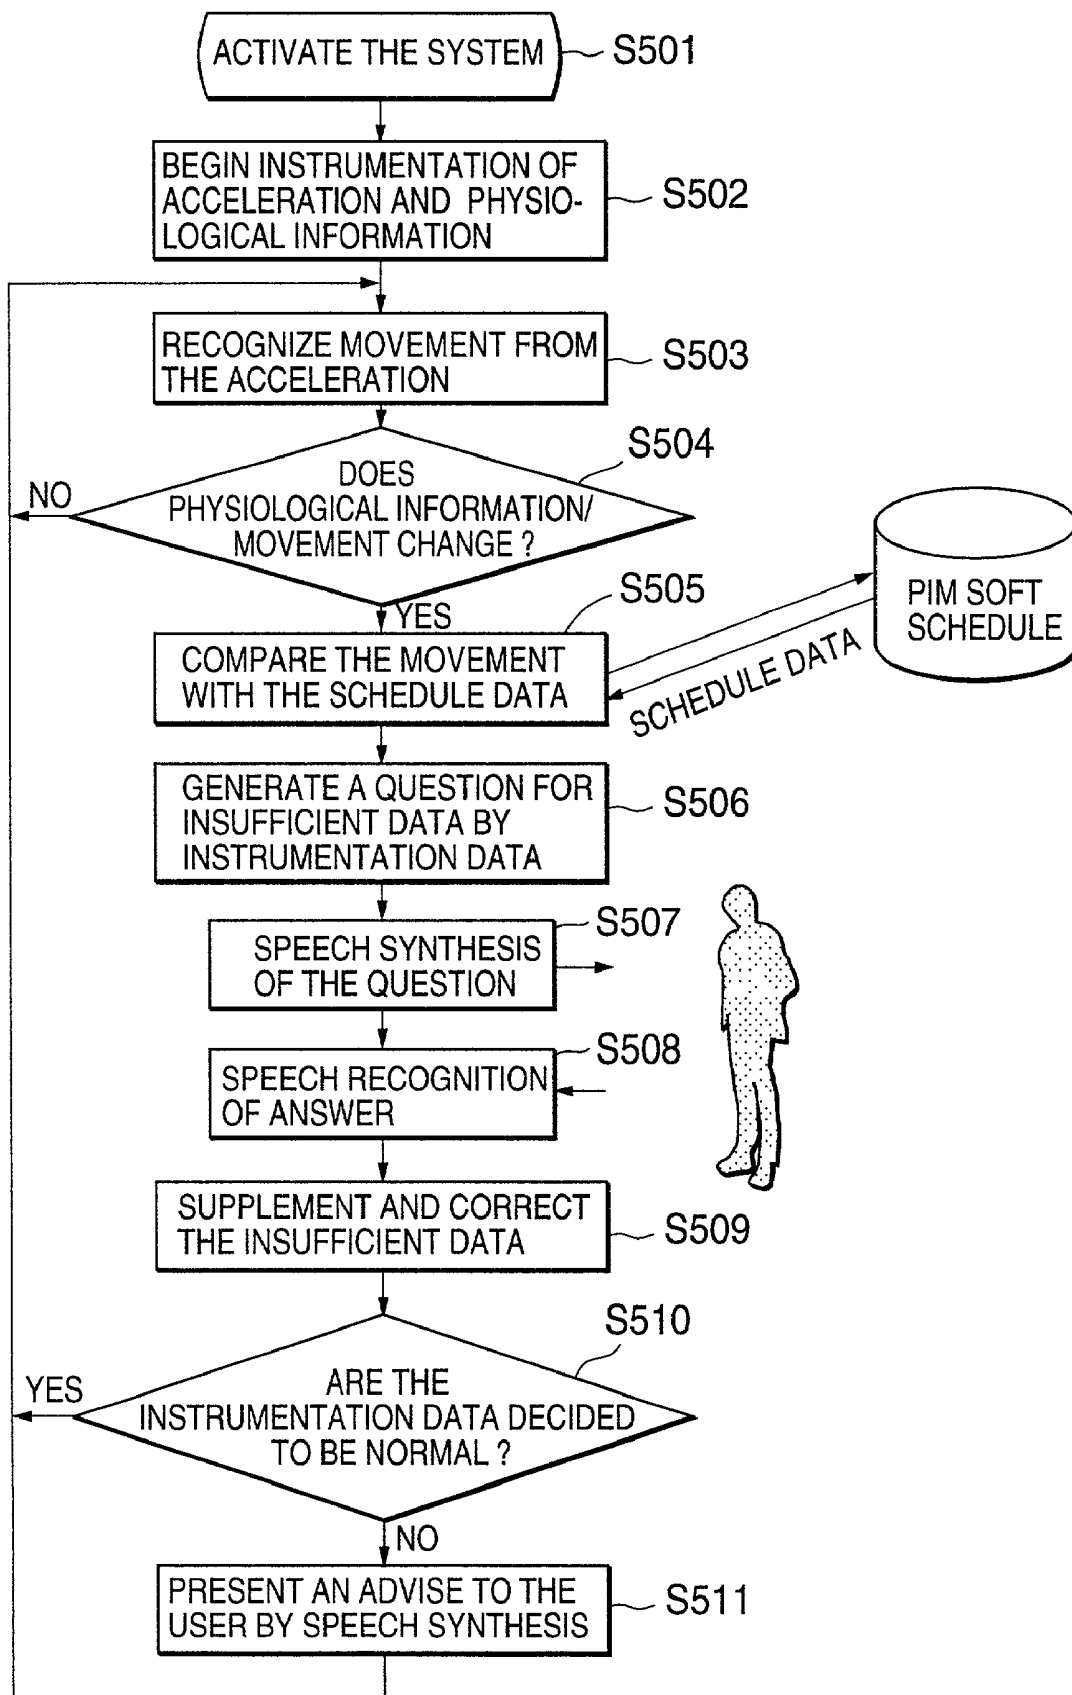 ACTIVATE THE SYSTEM
S501
BEGIN INSTRUMENTATION OF
ACCELERATION AND PHYSIO-
LOGICAL INFORMATION
S502
RECOGNIZE MOVEMENT FROM
THE ACCELERATION
S503
S504
DOES
PHYSIOLOGICAL INFORMATION/
MOVEMENT CHANGE ?
NO
YES
S505
COMPARE THE MOVEMENT
WITH THE SCHEDULE DATA
PIM SOFT
SCHEDULE
SCHEDULE DATA
GENERATE A QUESTION FOR
INSUFFICIENT DATA BY
INSTRUMENTATION DATA
S506
S507
SPEECH SYNTHESIS
OF THE QUESTION
S508
SPEECH RECOGNITION
OF ANSWER
SUPPLEMENT AND CORRECT
THE INSUFFICIENT DATA
S509
S510
ARE THE
INSTRUMENTATION DATA DECIDED
TO BE NORMAL ?
YES
NO
PRESENT AN ADVISE TO THE
USER BY SPEECH SYNTHESIS
S511